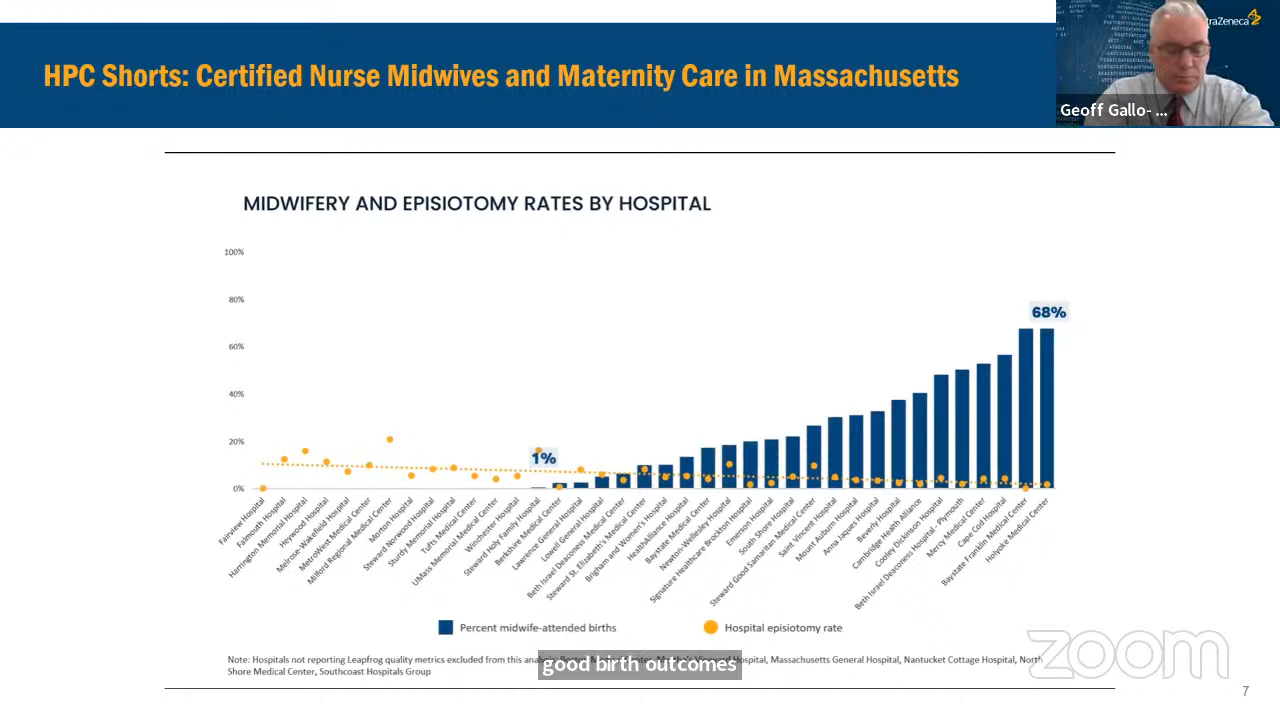 HPC Shorts: Certified Nurse Midwives and Maternity Care in Massachusetts
traZeneca
Geoff Gallo- ...
MIDWIFERY AND EPISIOTOMY RATES BY HOSPITAL
100%
80%
60%
40%
20%
0%
1%
68%
Fairview Hospital
Falmouth Hospital
Harrington Memorial Hospital
Heywood Hospital
Melrose-Wakefield Hospital
MetroWest Medical Center
Milford Regional Medical Center
Morton Hospital
Steward Norwood Hospital
Sturdy Memorial Hospital
Tufts Medical Center
UMass Memorial Medical Center
Winchester Hospital
Steward Holy Family Hospital
Berkshire Medical Center
Lawrence General Hospital
Lowell General Hospital
Beth Israel Deaconess Medical Center
Steward St. Elizabeth's Medical Center
Brigham and Women's Hospital
HealthAlliance Hospital
Baystate Medical Center
Newton-Wellesley Hospital
Signature Healthcare Brockton Hospital
Emerson Hospital
South Shore Hospital
Steward Good Samaritan Medical Center
Saint Vincent Hospital
Mount Auburn Hospital
Anna Jaques Hospital
Beverly Hospital
Cambridge Health Alliance
Cooley Dickinson Hospital
Beth Israel Deaconess Hospital - Plymouth
Mercy Medical Center
Cape Cod Hospital
Baystate Franklin Medical Center
Holyoke Medical Center
Percent midwife-attended births
Hospital episiotomy rate
Note: Hospitals not reporting Leapfrog quality metrics excluded from this Hospital, Massachusetts General Hospital, Nantucket Cottage Hospital, North
Shore Medical Center, Southcoast Hospitals Group
good birth outcomes
zoom
7